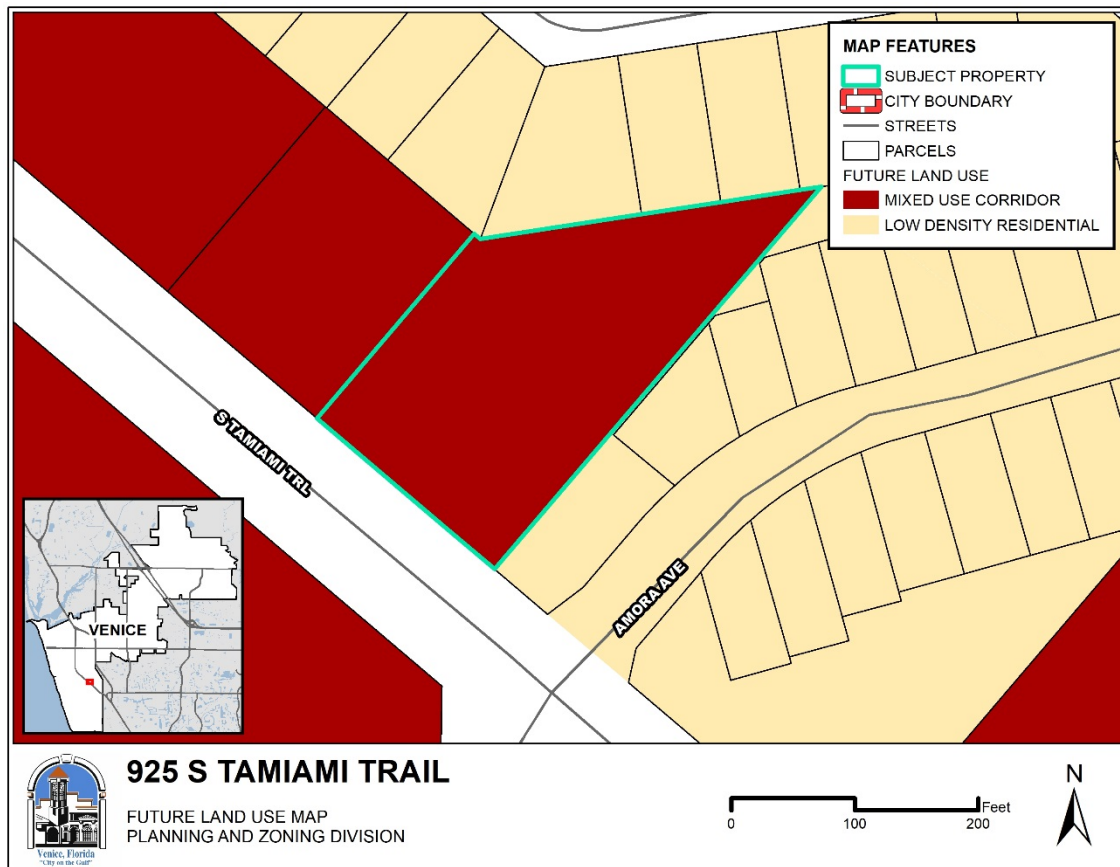 MAP FEATURES
SUBJECT PROPERTY
CITY BOUNDARY
STREETS
PARCELS
FUTURE LAND USE
MIXED USE CORRIDOR
LOW DENSITY RESIDENTIAL
S TAMIAMI TRL
AMORA AVE
VENICE
925 S TAMIAMI TRAIL
FUTURE LAND USE MAP
PLANNING AND ZONING DIVISION
Venice, Florida
"City on the Gulf"
Feet
0 100 200
N